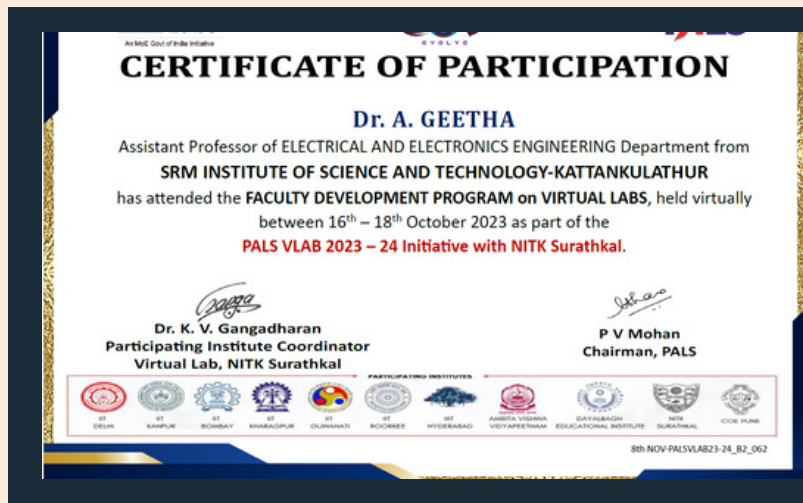 An MoE Govt of India Initiative
EVOLVE
CERTIFICATE OF PARTICIPATION
Dr. A. GEETHA
Assistant Professor of ELECTRICAL AND ELECTRONICS ENGINEERING Department from
SRM INSTITUTE OF SCIENCE AND TECHNOLOGY-KATTANKULATHUR
has attended the FACULTY DEVELOPMENT PROGRAM on VIRTUAL LABS, held virtually
between 16th – 18th October 2023 as part of the
PALS VLAB 2023 – 24 Initiative with NITK Surathkal.
Dr. K. V. Gangadharan
Participating Institute Coordinator
Virtual Lab, NITK Surathkal
P V Mohan
Chairman, PALS
PARTICIPATING INSTITUTES
IIT DELHI
IIT KANPUR
IIT BOMBAY
IIT KHARAGPUR
IIT GUWAHATI
IIT ROORKEE
IIIT HYDERABAD
AMRITA VISHWA VIDYAPEETHAM
DAYALBAGH EDUCATIONAL INSTITUTE
NITK SURATHKAL
COE PUNE
8th NOV-PALSVLAB23-24_B2_062